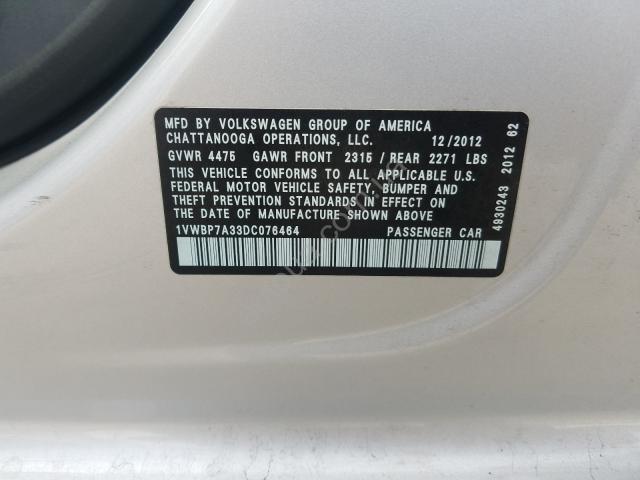 MFD BY VOLKSWAGEN GROUP OF AMERICA
CHATTANOOGA OPERATIONS, LLC. 12/2012
GVWR 4475 GAWR FRONT 2315 / REAR 2271 LBS
THIS VEHICLE CONFORMS TO ALL APPLICABLE U.S.
FEDERAL MOTOR VEHICLE SAFETY, BUMPER AND
THEFT PREVENTION STANDARDS IN EFFECT ON
THE DATE OF MANUFACTURE SHOWN ABOVE
1VWBP7A33DC076464 PASSENGER CAR
4930243 2012 62